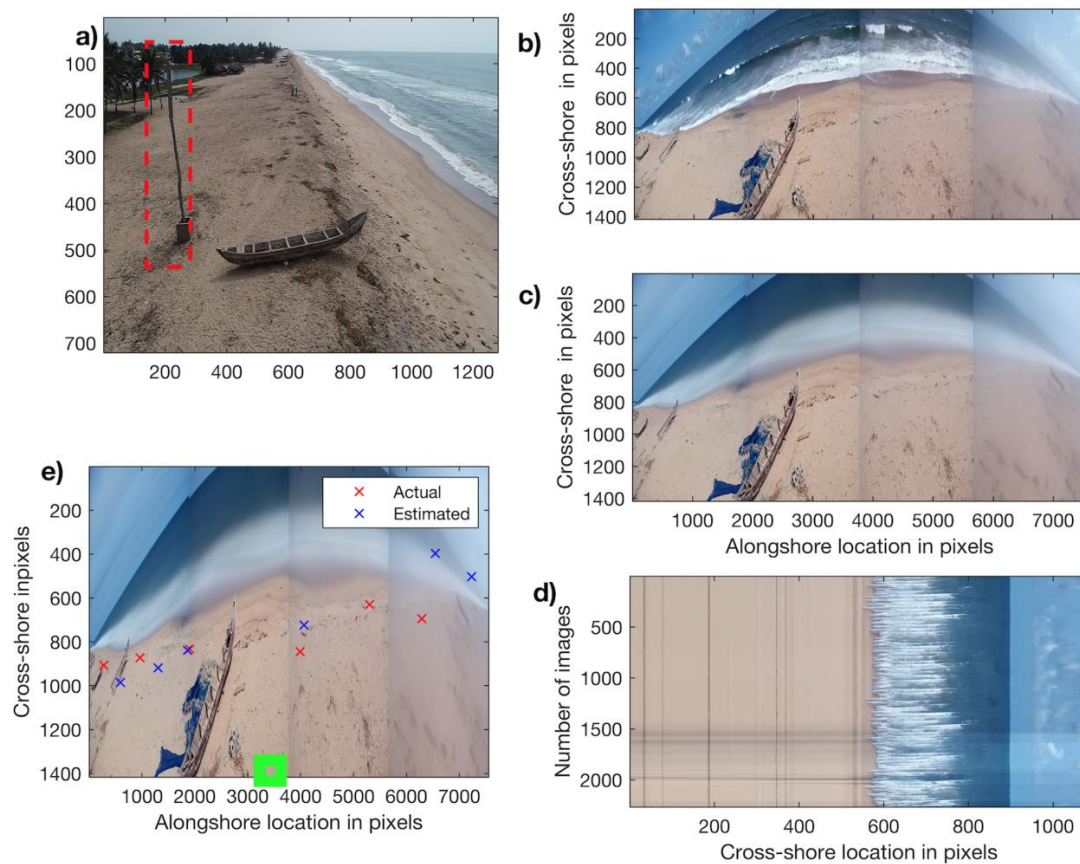 a)
100
200
300
400
500
600
700
200 400 600 800 1000 1200
b)
Cross-shore in pixels
200
400
600
800
1000
1200
1400
c)
Cross-shore in pixels
200
400
600
800
1000
1200
1400
1000 2000 3000 4000 5000 6000 7000
Alongshore location in pixels
e)
Actual
Estimated
Cross-shore inpixels
200
400
600
800
1000
1200
1400
1000 2000 3000 4000 5000 6000 7000
Alongshore location in pixels
d)
Number of images
500
1000
1500
2000
200 400 600 800 1000
Cross-shore location in pixels